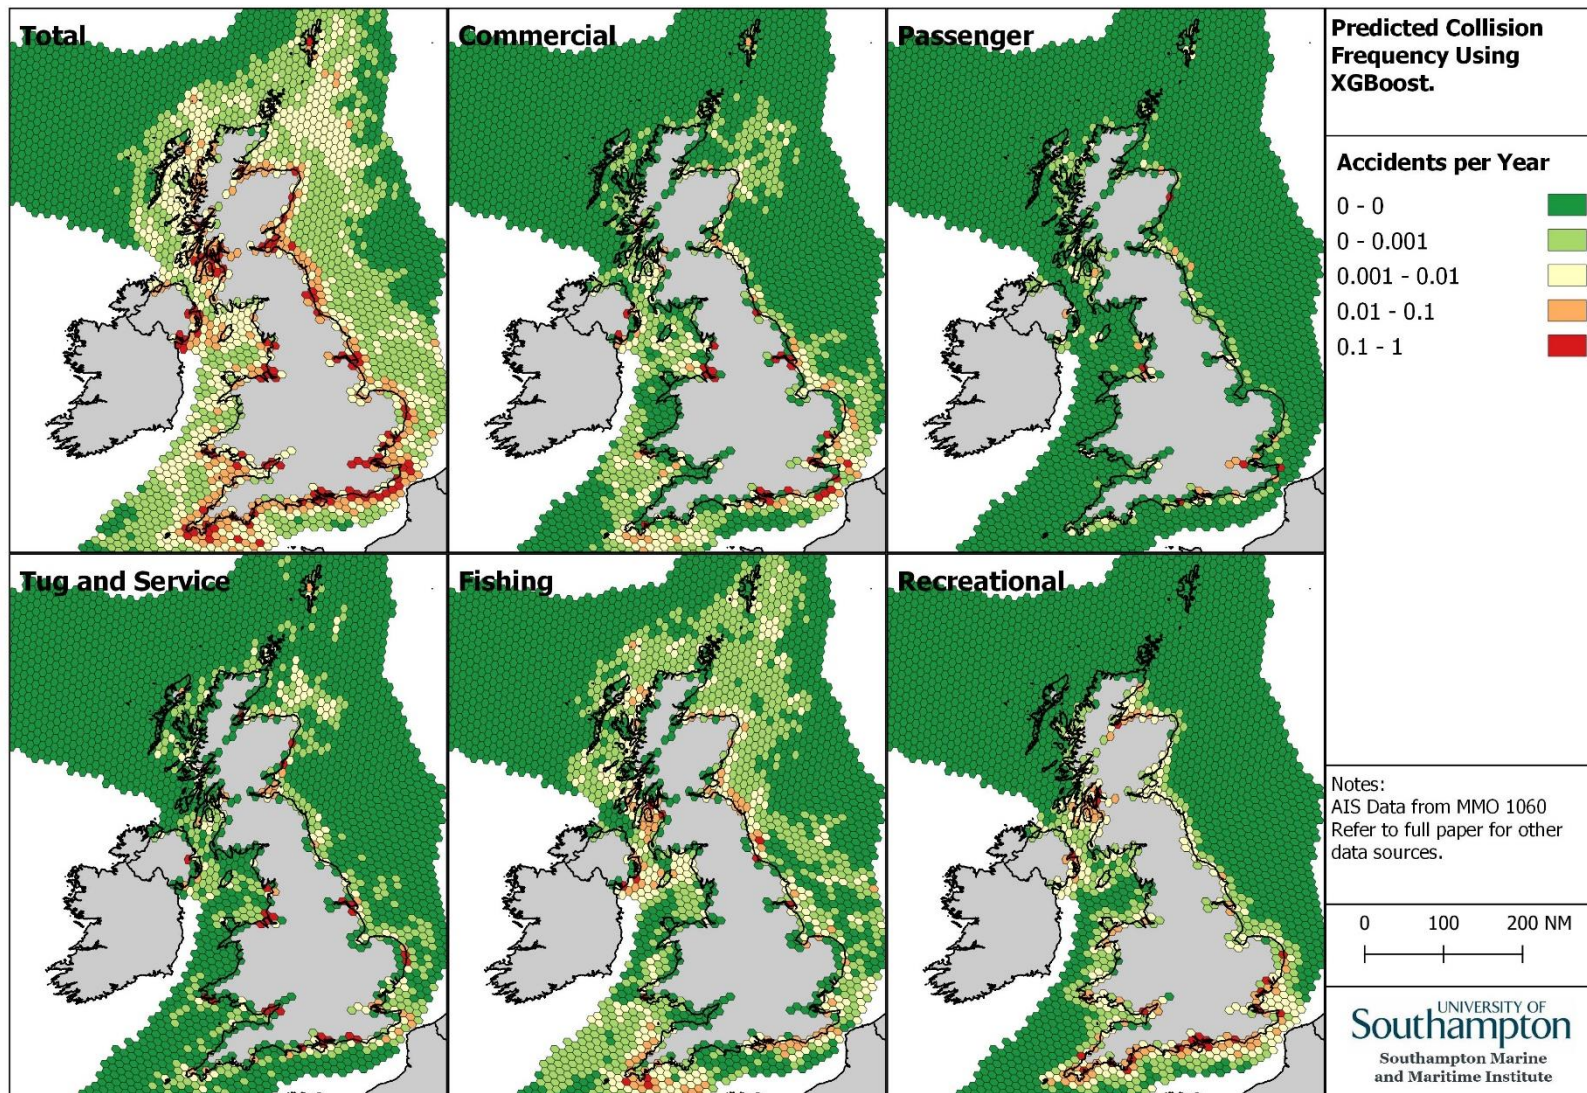 Total
Commercial
Passenger
Tug and Service
Fishing
Recreational
Predicted Collision
Frequency Using
XGBoost.
Accidents per Year
0 - 0
0 - 0.001
0.001 - 0.01
0.01 - 0.1
0.1 - 1
Notes:
AIS Data from MMO 1060
Refer to full paper for other
data sources.
0 100 200 NM
UNIVERSITY OF
Southampton
Southampton Marine
and Maritime Institute